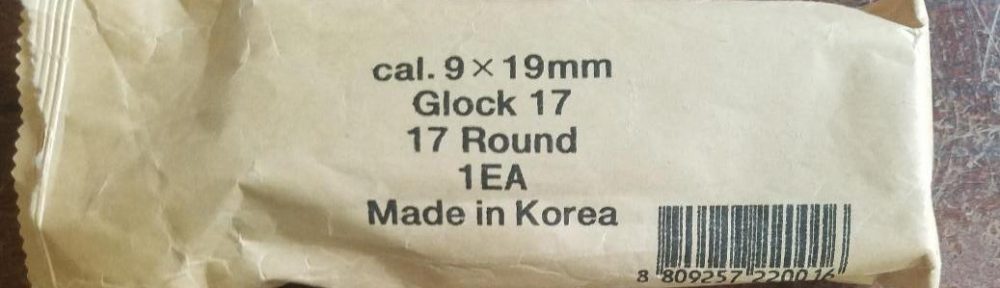 cal. 9×19mm
Glock 17
17 Round
1EA
Made in Korea
8 809257 220016